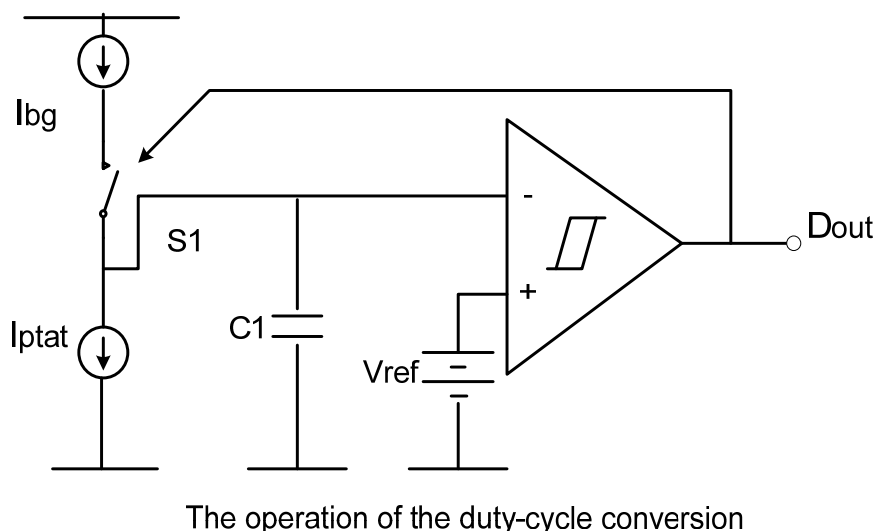 Ibg
S1
Dout
-
+
Iptat
C1
Vref
The operation of the duty-cycle conversion